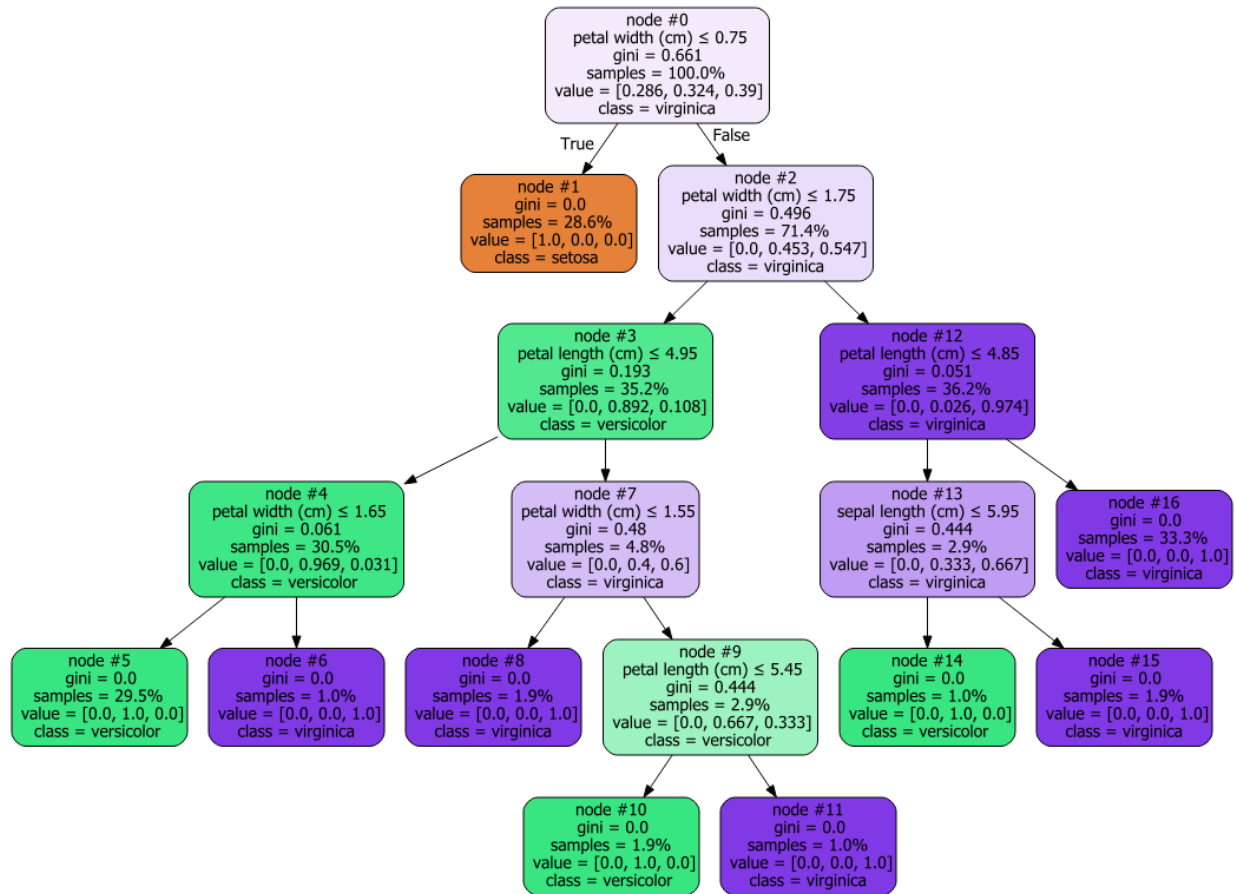 node #0
petal width (cm) ≤ 0.75
gini = 0.661
samples = 100.0%
value = [0.286, 0.324, 0.39]
class = virginica
True
False
node #1
gini = 0.0
samples = 28.6%
value = [1.0, 0.0, 0.0]
class = setosa
node #2
petal width (cm) ≤ 1.75
gini = 0.496
samples = 71.4%
value = [0.0, 0.453, 0.547]
class = virginica
node #3
petal length (cm) ≤ 4.95
gini = 0.193
samples = 35.2%
value = [0.0, 0.892, 0.108]
class = versicolor
node #12
petal length (cm) ≤ 4.85
gini = 0.051
samples = 36.2%
value = [0.0, 0.026, 0.974]
class = virginica
node #4
petal width (cm) ≤ 1.65
gini = 0.061
samples = 30.5%
value = [0.0, 0.969, 0.031]
class = versicolor
node #7
petal width (cm) ≤ 1.55
gini = 0.48
samples = 4.8%
value = [0.0, 0.4, 0.6]
class = virginica
node #13
sepal length (cm) ≤ 5.95
gini = 0.444
samples = 2.9%
value = [0.0, 0.333, 0.667]
class = virginica
node #16
gini = 0.0
samples = 33.3%
value = [0.0, 0.0, 1.0]
class = virginica
node #5
gini = 0.0
samples = 29.5%
value = [0.0, 1.0, 0.0]
class = versicolor
node #6
gini = 0.0
samples = 1.0%
value = [0.0, 0.0, 1.0]
class = virginica
node #8
gini = 0.0
samples = 1.9%
value = [0.0, 0.0, 1.0]
class = virginica
node #9
petal length (cm) ≤ 5.45
gini = 0.444
samples = 2.9%
value = [0.0, 0.667, 0.333]
class = versicolor
node #14
gini = 0.0
samples = 1.0%
value = [0.0, 1.0, 0.0]
class = versicolor
node #15
gini = 0.0
samples = 1.9%
value = [0.0, 0.0, 1.0]
class = virginica
node #10
gini = 0.0
samples = 1.9%
value = [0.0, 1.0, 0.0]
class = versicolor
node #11
gini = 0.0
samples = 1.0%
value = [0.0, 0.0, 1.0]
class = virginica